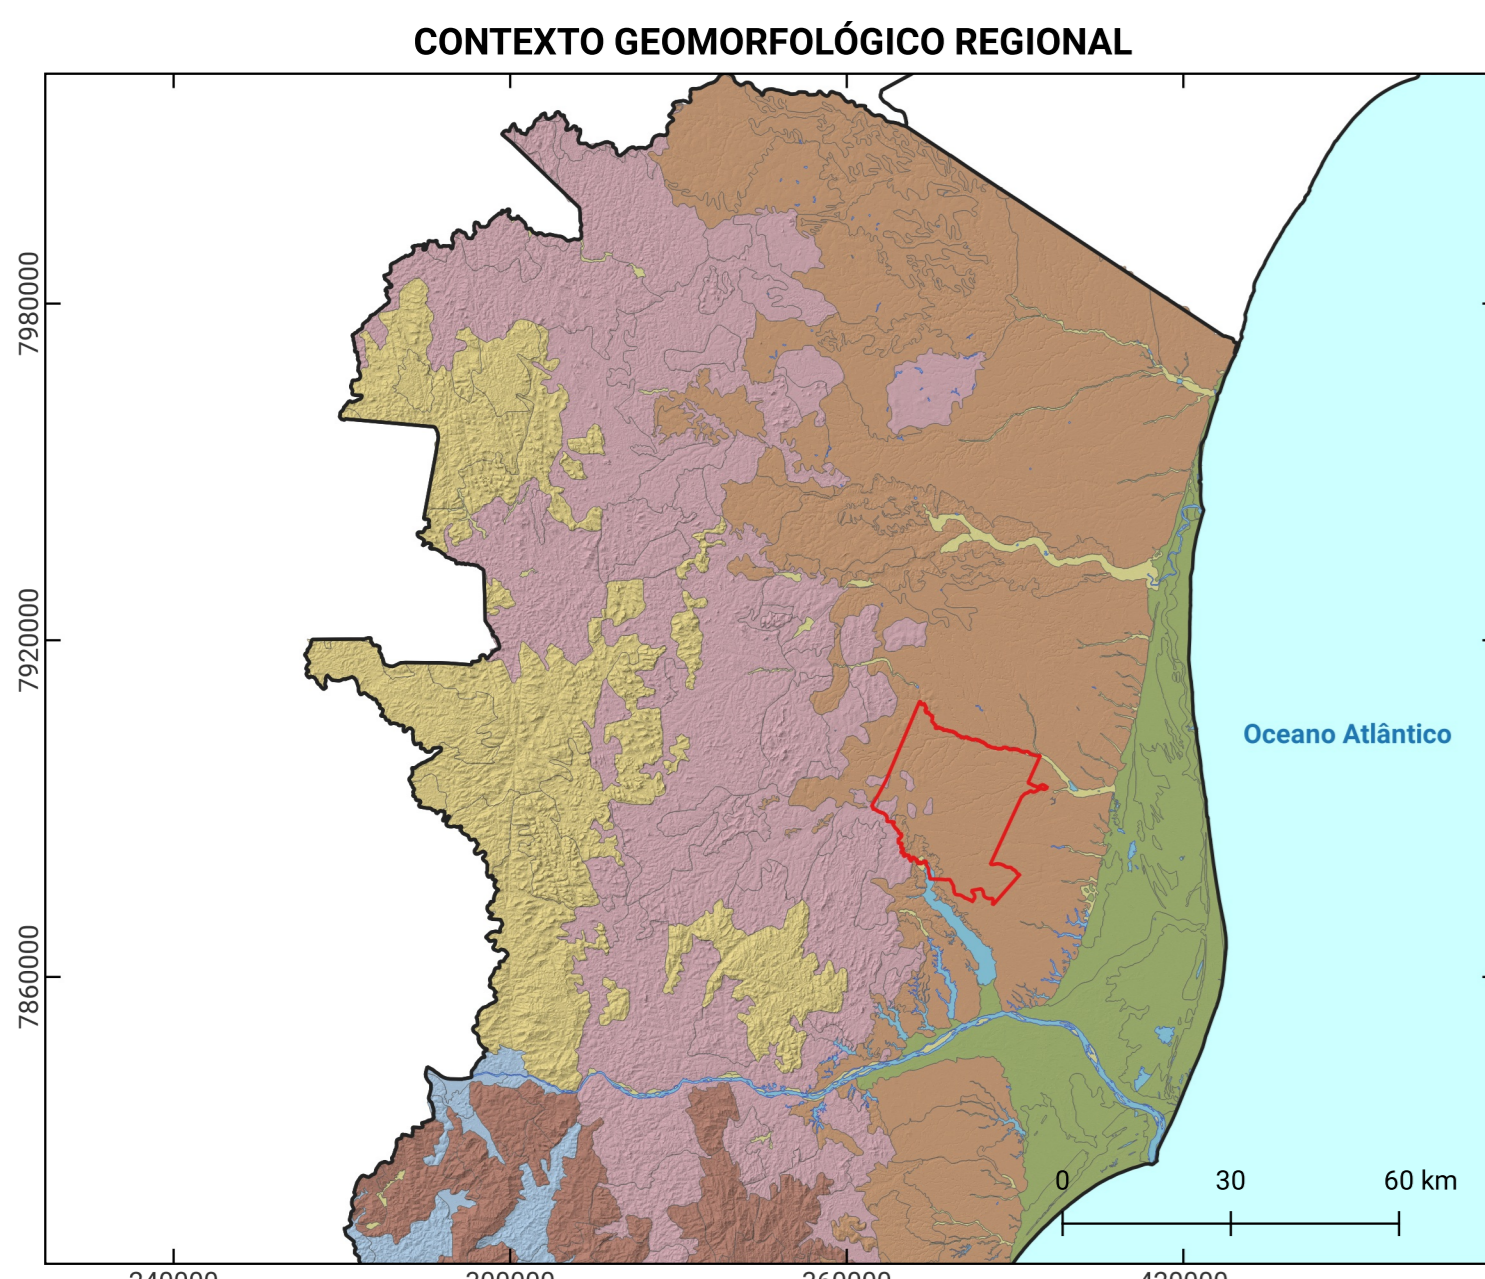 CONTEXTO GEOMORFOLÓGICO REGIONAL
7980000
7920000
7860000
Oceano Atlântico
0 30 60 km